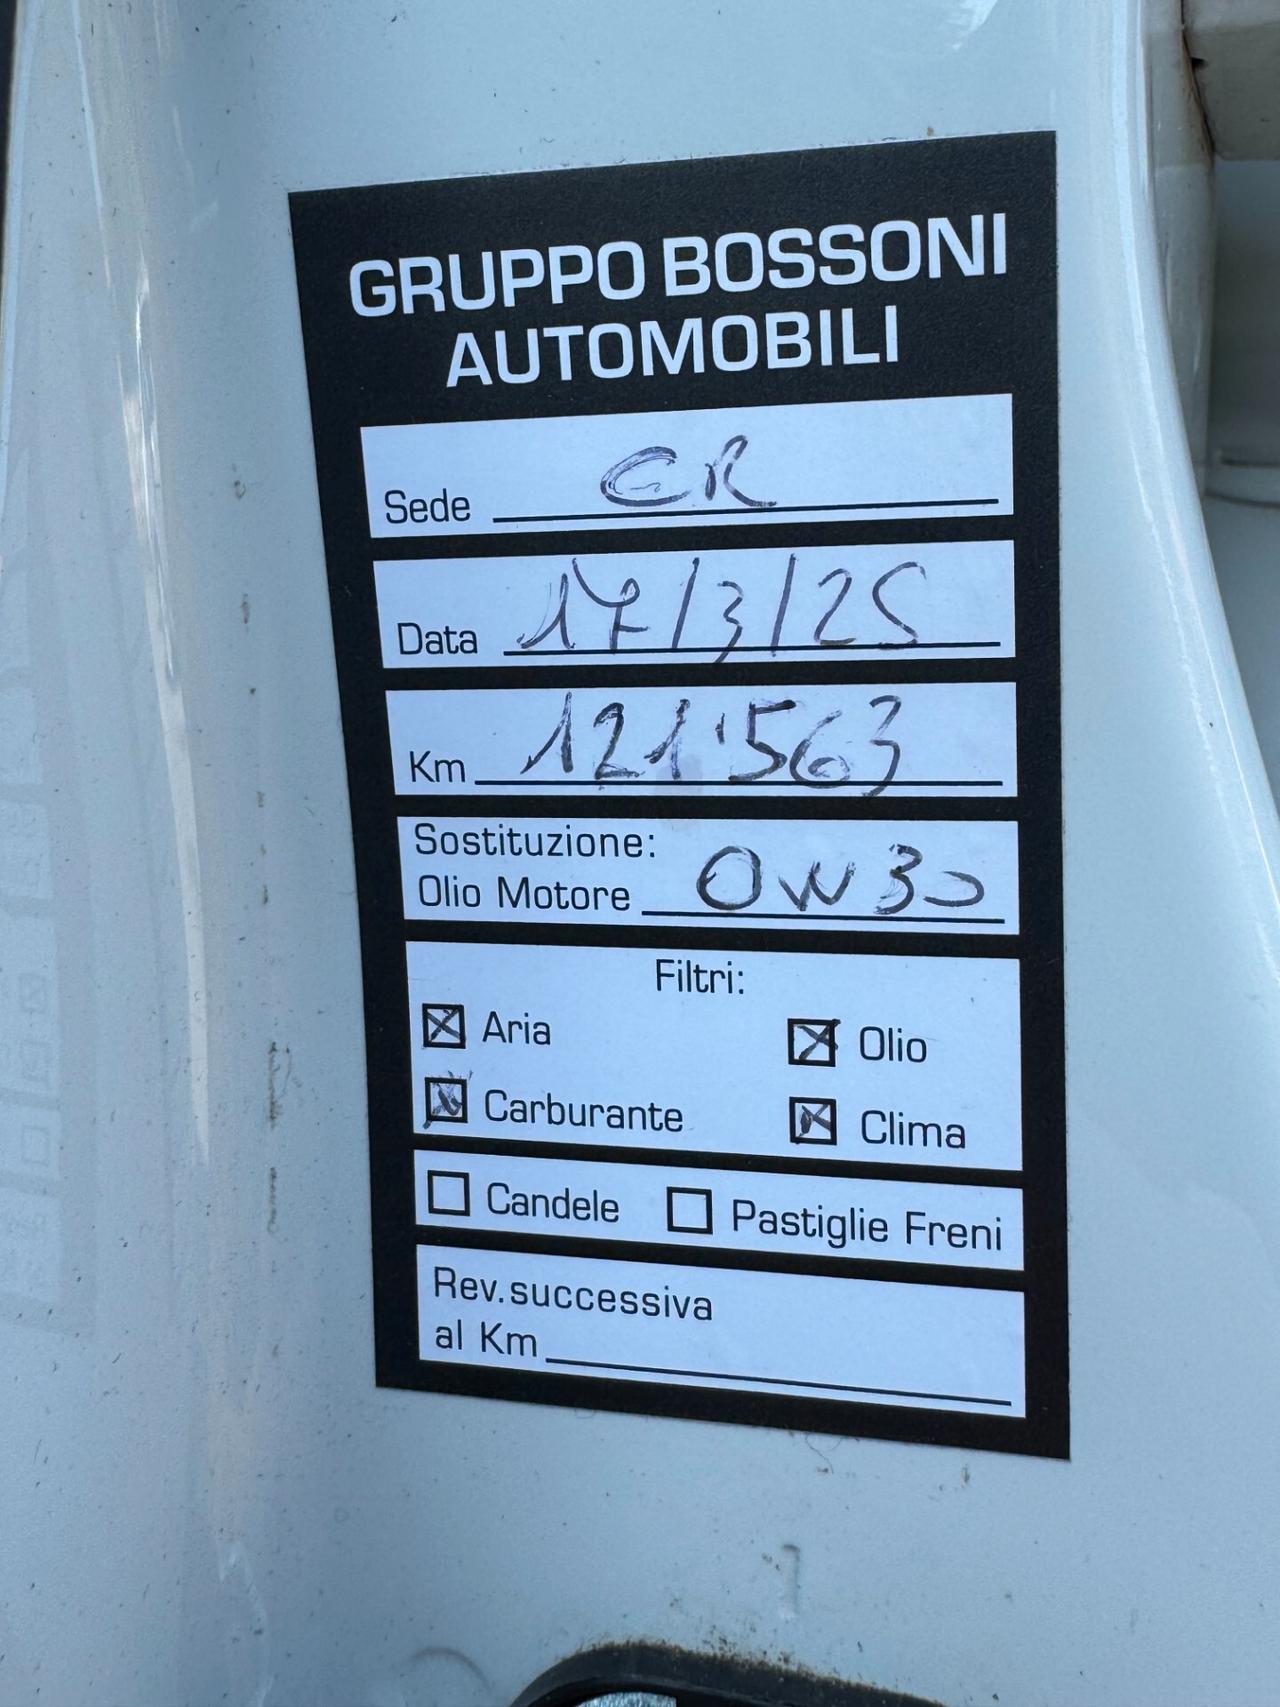 GRUPPO BOSSONI
AUTOMOBILI
Sede CR
Data 17/3/25
Km 121'563
Sostituzione:
Olio Motore 0W30
Filtri:
Aria Olio
Carburante Clima
Candele Pastiglie Freni
Rev.successiva
al Km